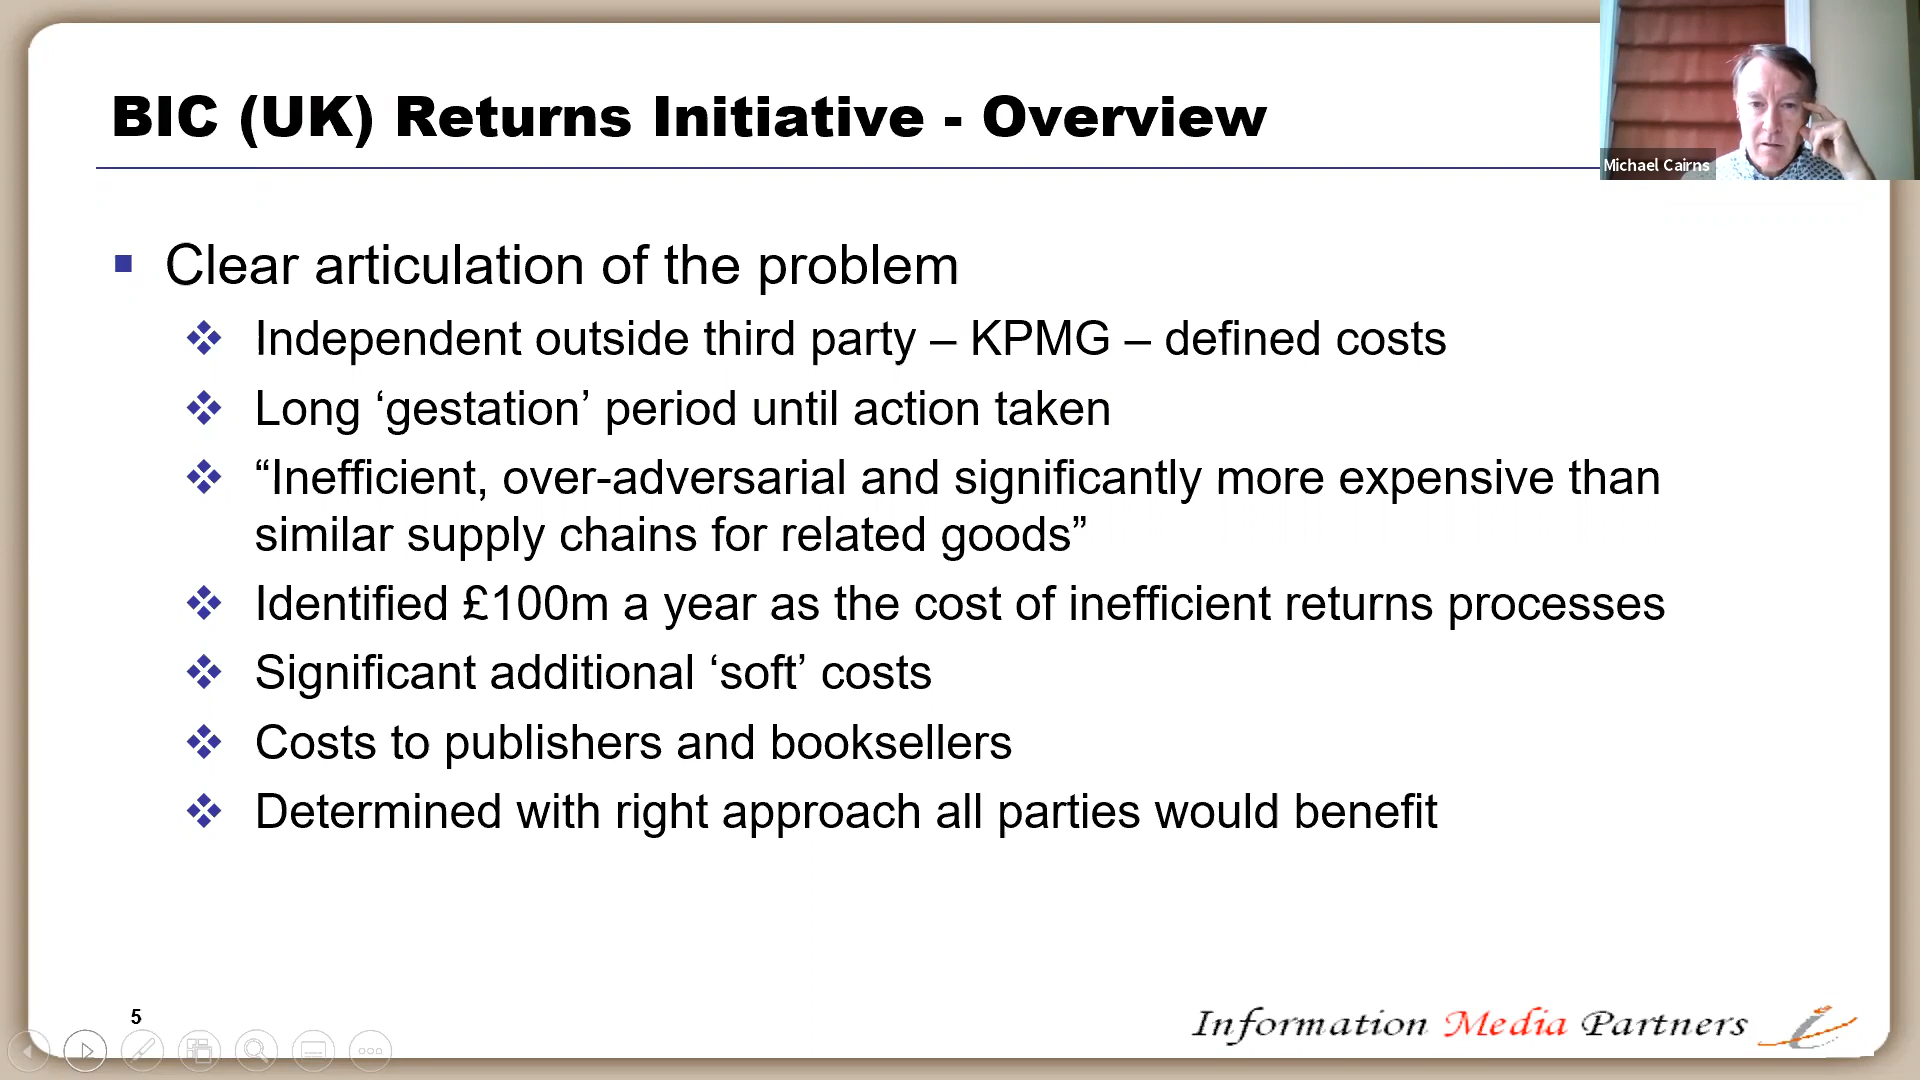 BIC (UK) Returns Initiative - Overview
Michael Cairns
Clear articulation of the problem
Independent outside third party – KPMG – defined costs
Long ‘gestation’ period until action taken
“Inefficient, over-adversarial and significantly more expensive than
similar supply chains for related goods”
Identified £100m a year as the cost of inefficient returns processes
Significant additional ‘soft’ costs
Costs to publishers and booksellers
Determined with right approach all parties would benefit
5
Information Media Partners